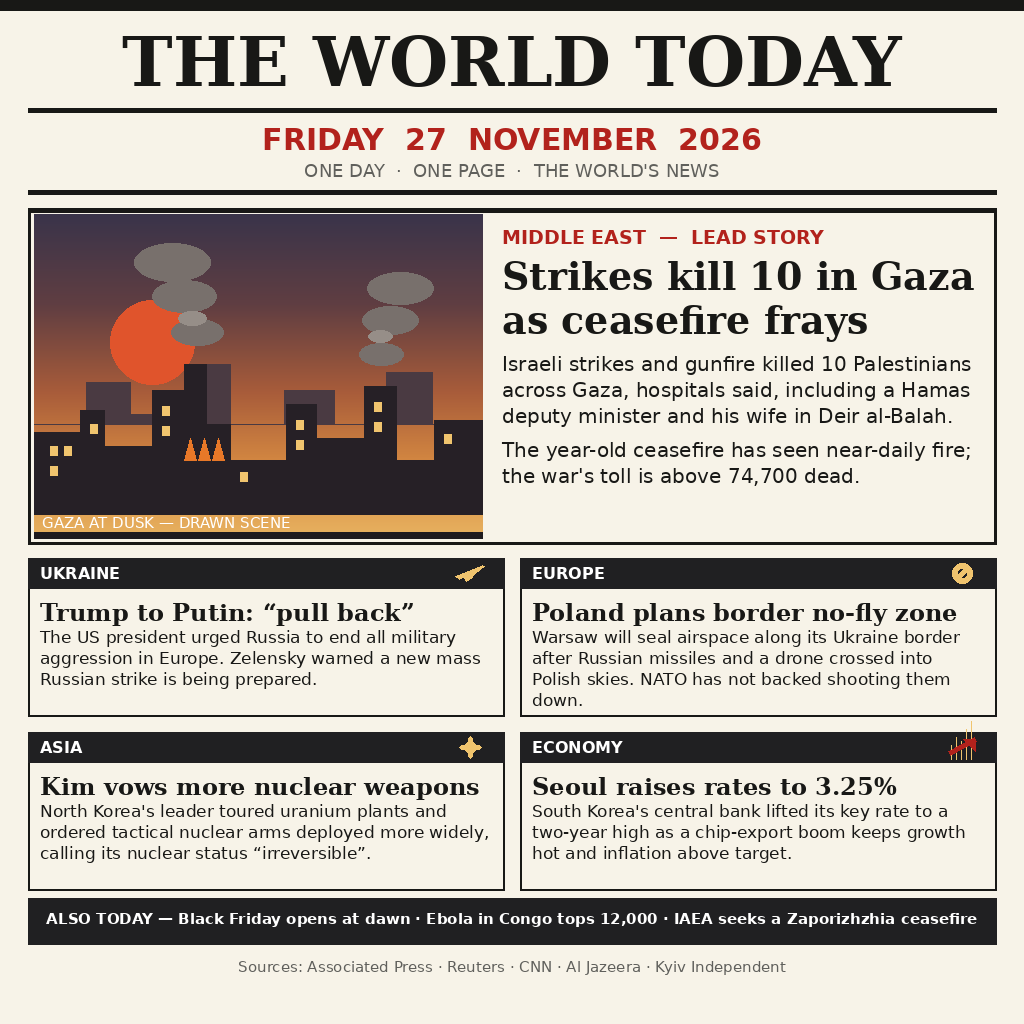 THE WORLD TODAY
FRIDAY 27 NOVEMBER 2026
ONE DAY · ONE PAGE · THE WORLD'S NEWS
MIDDLE EAST — LEAD STORY
Strikes kill 10 in Gaza
as ceasefire frays
Israeli strikes and gunfire killed 10 Palestinians
across Gaza, hospitals said, including a Hamas
deputy minister and his wife in Deir al-Balah.
The year-old ceasefire has seen near-daily fire;
the war's toll is above 74,700 dead.
GAZA AT DUSK — DRAWN SCENE
UKRAINE
Trump to Putin: “pull back”
The US president urged Russia to end all military
aggression in Europe. Zelensky warned a new mass
Russian strike is being prepared.
EUROPE
Poland plans border no-fly zone
Warsaw will seal airspace along its Ukraine border
after Russian missiles and a drone crossed into
Polish skies. NATO has not backed shooting them
down.
ASIA
Kim vows more nuclear weapons
North Korea's leader toured uranium plants and
ordered tactical nuclear arms deployed more widely,
calling its nuclear status “irreversible”.
ECONOMY
Seoul raises rates to 3.25%
South Korea's central bank lifted its key rate to a
two-year high as a chip-export boom keeps growth
hot and inflation above target.
ALSO TODAY — Black Friday opens at dawn · Ebola in Congo tops 12,000 · IAEA seeks a Zaporizhzhia ceasefire
Sources: Associated Press · Reuters · CNN · Al Jazeera · Kyiv Independent